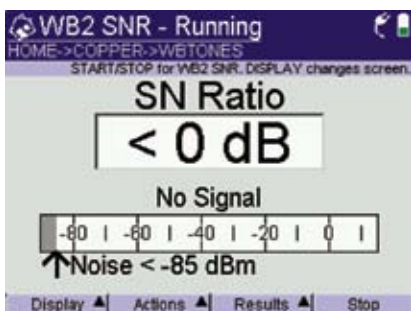 WB2 SNR - Running
HOME->COPPER->WBTONES
START/STOP for WB2 SNR. DISPLAY changes screen.
SN Ratio
< 0 dB
No Signal
-80 -60 -40 -20 0
Noise < -85 dBm
Display Actions Results Stop